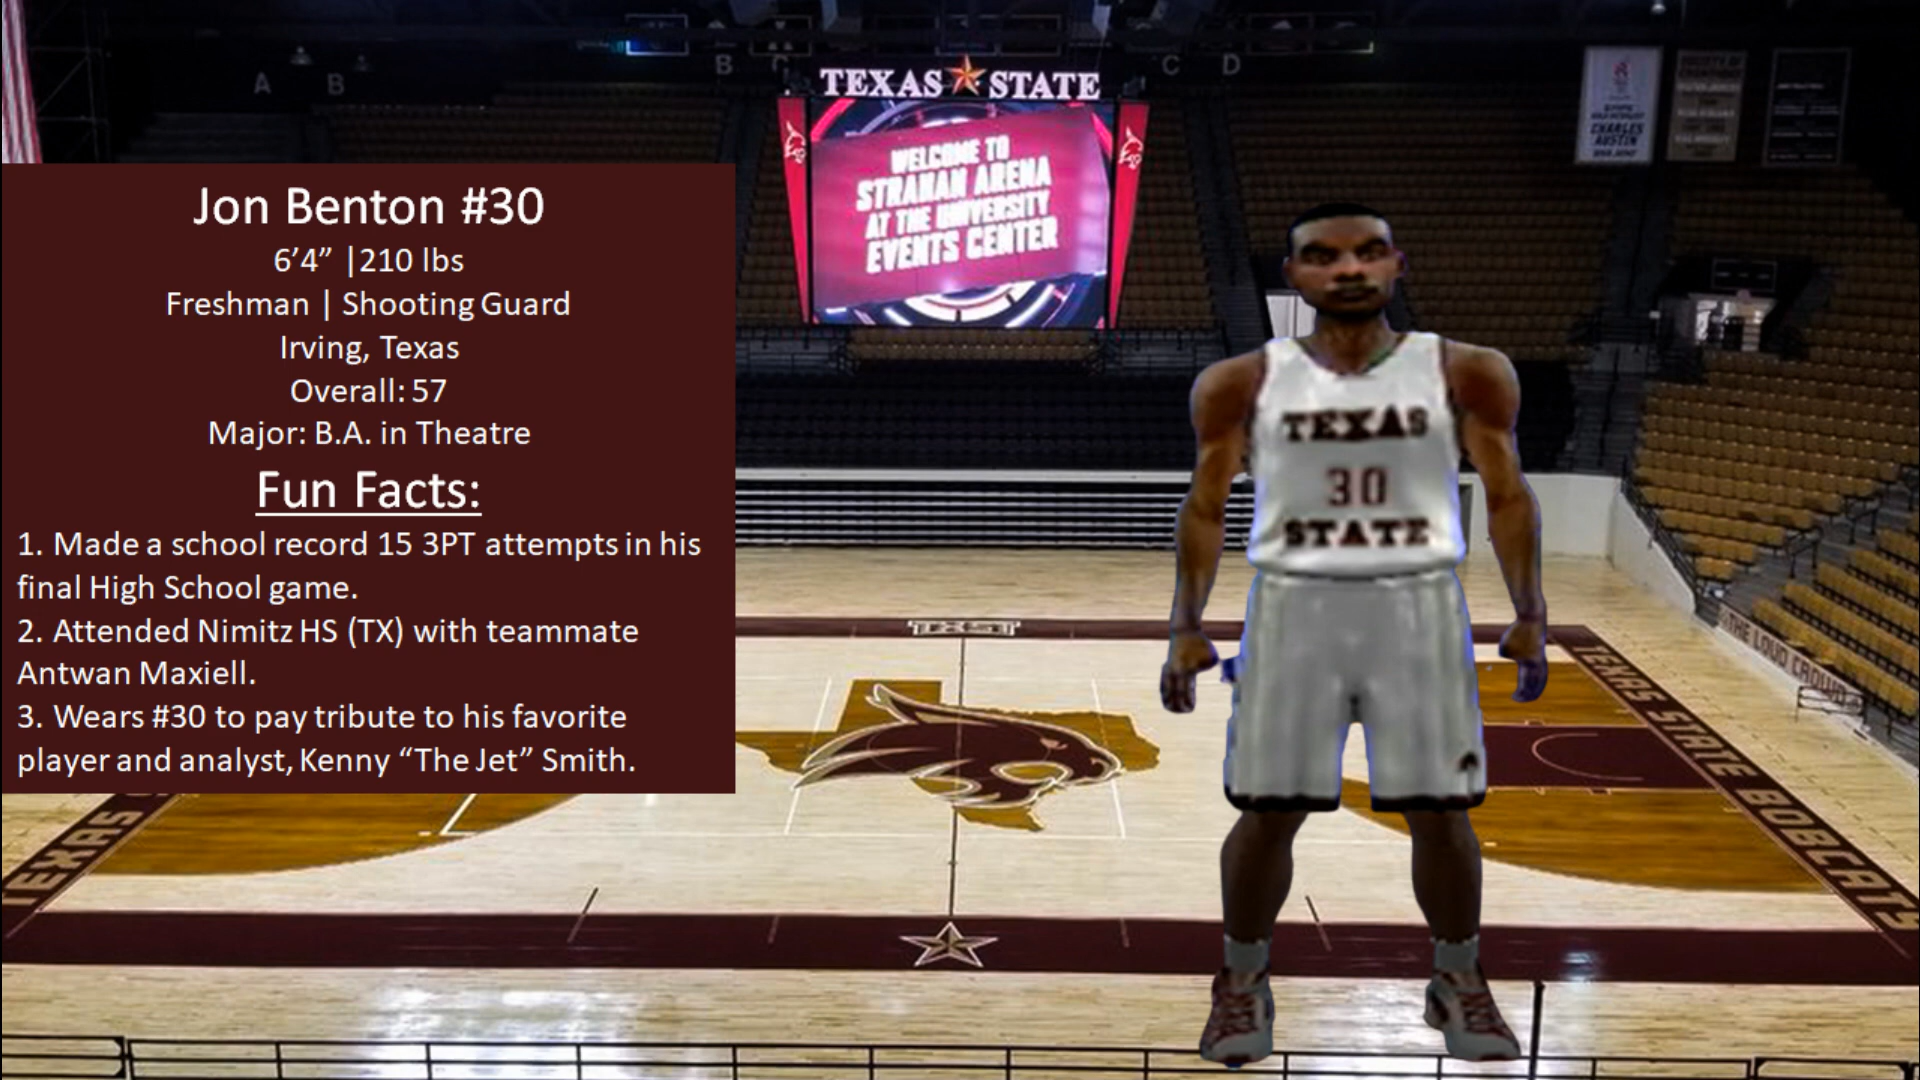 A B
B C
C D
TEXAS STATE
WELCOME TO
STRAHAN ARENA
AT THE UNIVERSITY
EVENTS CENTER
CHARLES
AUSTIN
Jon Benton #30
6’4” |210 lbs
Freshman | Shooting Guard
Irving, Texas
Overall: 57
Major: B.A. in Theatre
Fun Facts:
1. Made a school record 15 3PT attempts in his
final High School game.
2. Attended Nimitz HS (TX) with teammate
Antwan Maxiell.
3. Wears #30 to pay tribute to his favorite
player and analyst, Kenny “The Jet” Smith.
TEXAS
30
STATE
TXST
THE LOUD CROWD
TEXAS STATE BOBCATS
TEXAS